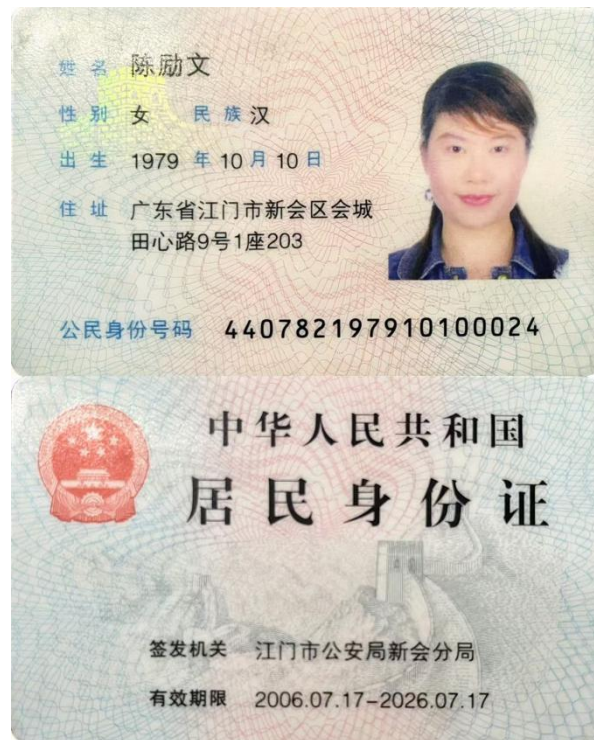 姓名 陈励文
性别 女 民族 汉
出生 1979 年 10 月 10 日
住址 广东省江门市新会区会城
田心路9号1座203
公民身份号码 440782197910100024
中华人民共和国
居民身份证
签发机关 江门市公安局新会分局
有效期限 2006.07.17-2026.07.17